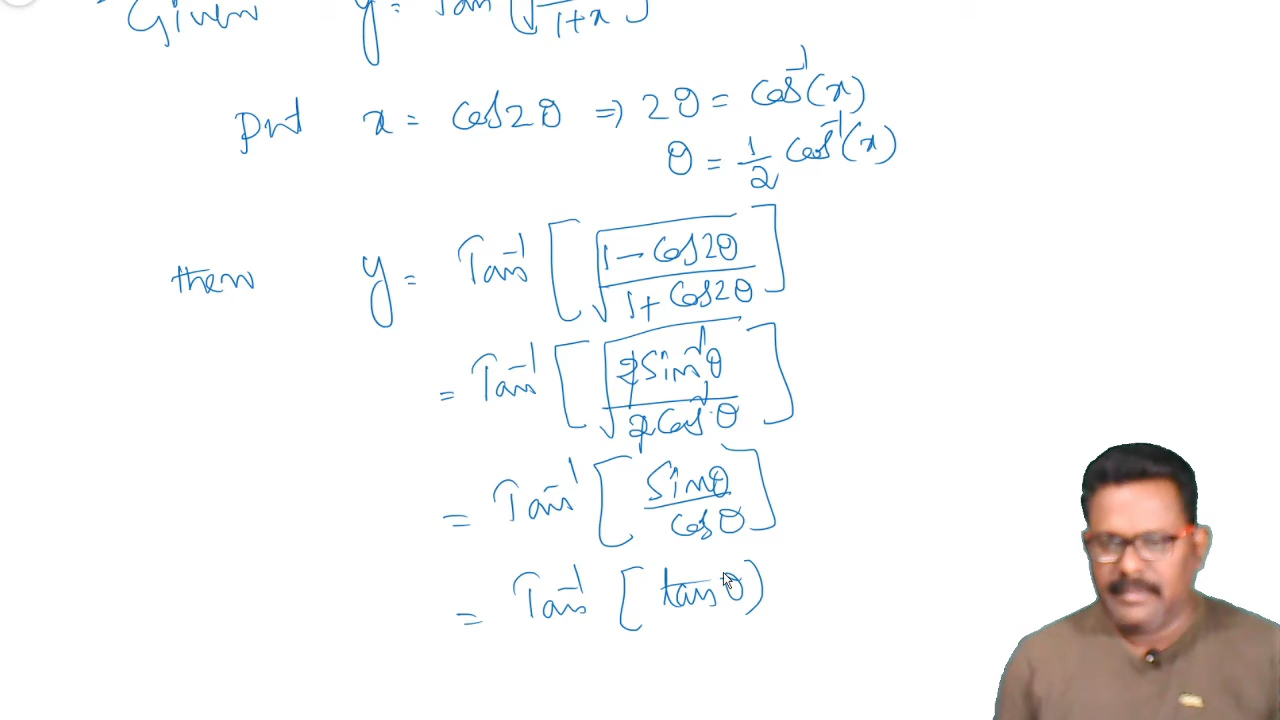 Given y = Tan⁻¹ [√ 1+x ]
put x = cos2θ ⇒ 2θ = cos⁻¹(x)
θ = 1/2 cos⁻¹(x)
then y = Tan⁻¹ [√(1 − cos2θ / 1 + cos2θ)]
= Tan⁻¹ [√(2sin²θ / 2cos²θ)]
= Tan⁻¹ [sinθ / cosθ]
= Tan⁻¹ [tanθ)